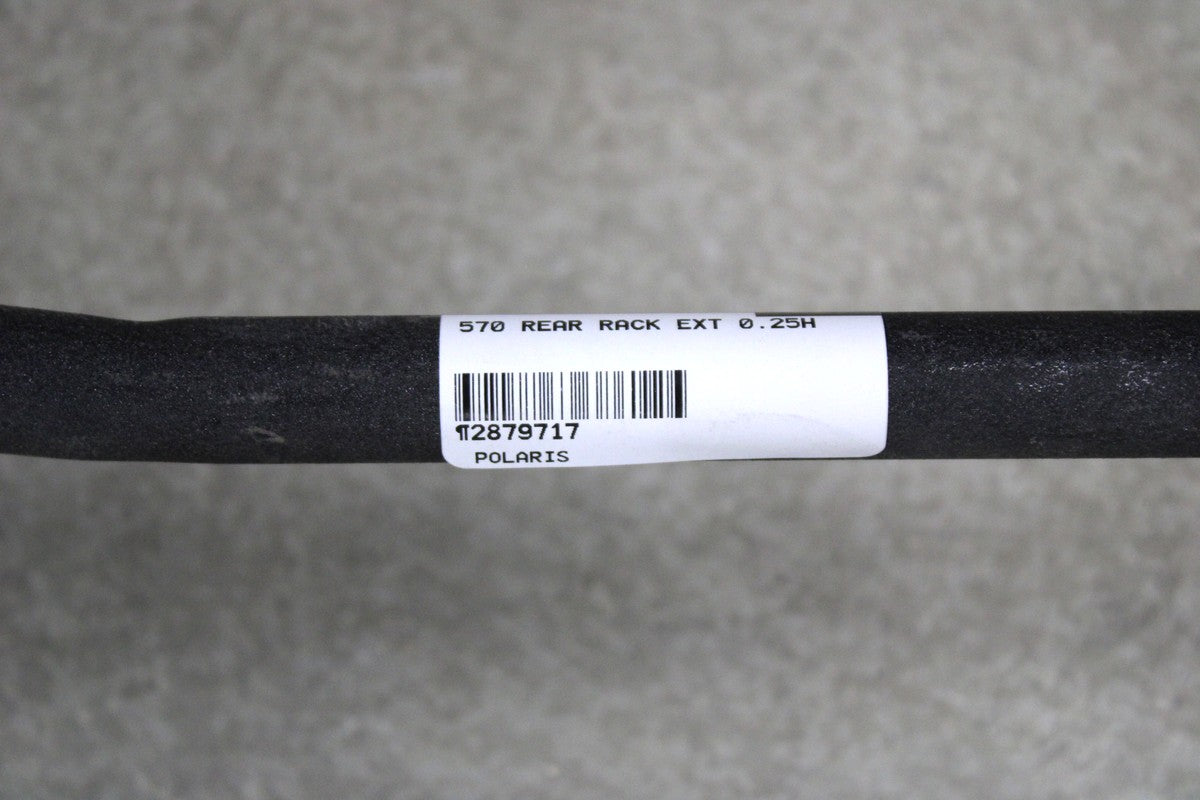 570 REAR RACK EXT 0.25H
¶2879717
POLARIS